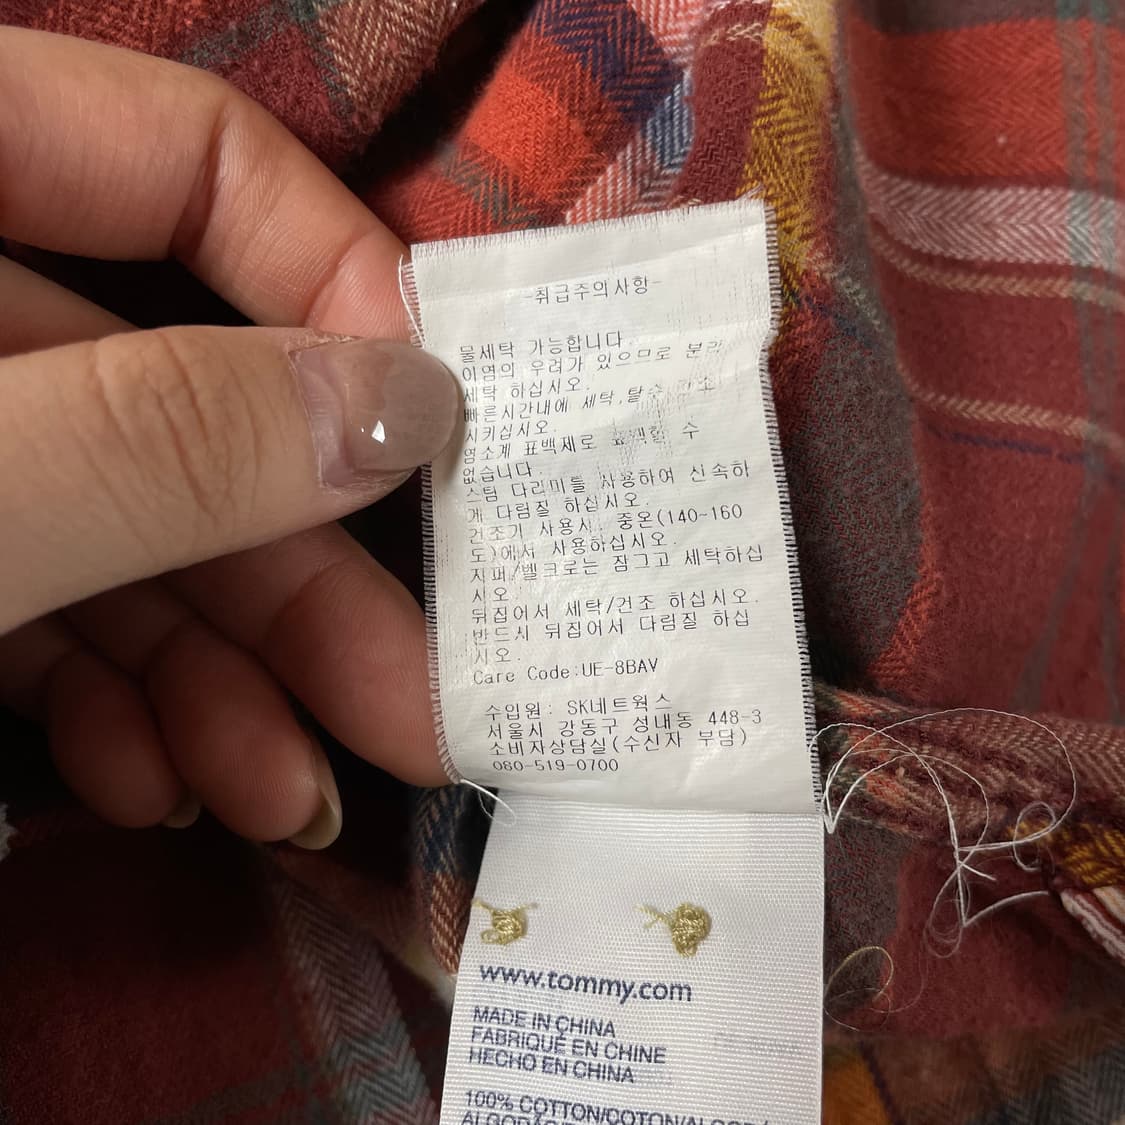 -취급주의사항-
물세탁 가능합니다.
이염의 우려가 있으므로 분리
세탁 하십시오.
빠른시간내에 세탁,탈수 건조
시키십시오.
염소계 표백제로 표백할 수
없습니다.
스팀 다리미를 사용하여 신속하
게 다림질 하십시오.
건조기 사용시, 중온(140~160
도)에서 사용하십시오.
지퍼/벨크로는 잠그고 세탁하십
시오.
뒤집어서 세탁/건조 하십시오.
반드시 뒤집어서 다림질 하십
시오.
Care Code:UE-8BAV
수입원: SK네트웍스
서울시 강동구 성내동 448-3
소비자상담실(수신자 부담)
080-519-0700
www.tommy.com
MADE IN CHINA
FABRIQUÉ EN CHINE
HECHO EN CHINA
100% COTTON/COTON/